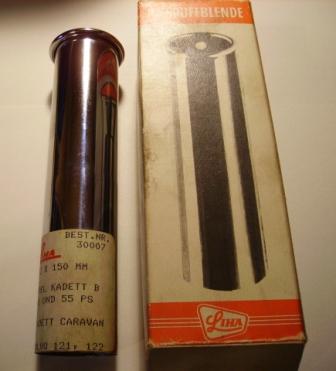 AUSPUFFBLENDE
BEST.NR.
30007
LIHA
X 150 MM
KADETT B
UND 55 PS
KADETT CARAVAN
121, 122
LIHA